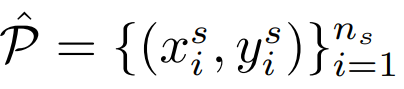 $\hat{\mathcal{P}} = \{(x_i^s, y_i^s)\}_{i=1}^{n_s}$